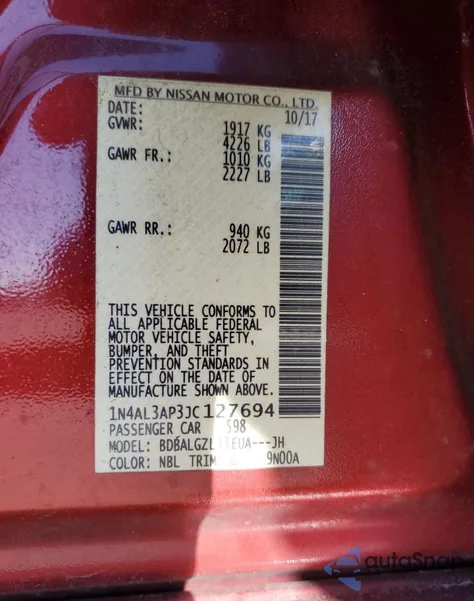 MFD BY NISSAN MOTOR CO., LTD.
DATE: 10/17
GVWR: 1917 KG
4226 LB
GAWR FR.: 1010 KG
2227 LB
GAWR RR.: 940 KG
2072 LB
THIS VEHICLE CONFORMS TO
ALL APPLICABLE FEDERAL
MOTOR VEHICLE SAFETY,
BUMPER, AND THEFT
PREVENTION STANDARDS IN
EFFECT ON THE DATE OF
MANUFACTURE SHOWN ABOVE.
1N4AL3AP3JC127694
PASSENGER CAR 598
MODEL: ---JH
COLOR: NBL TRIM 9N00A
autoSnap